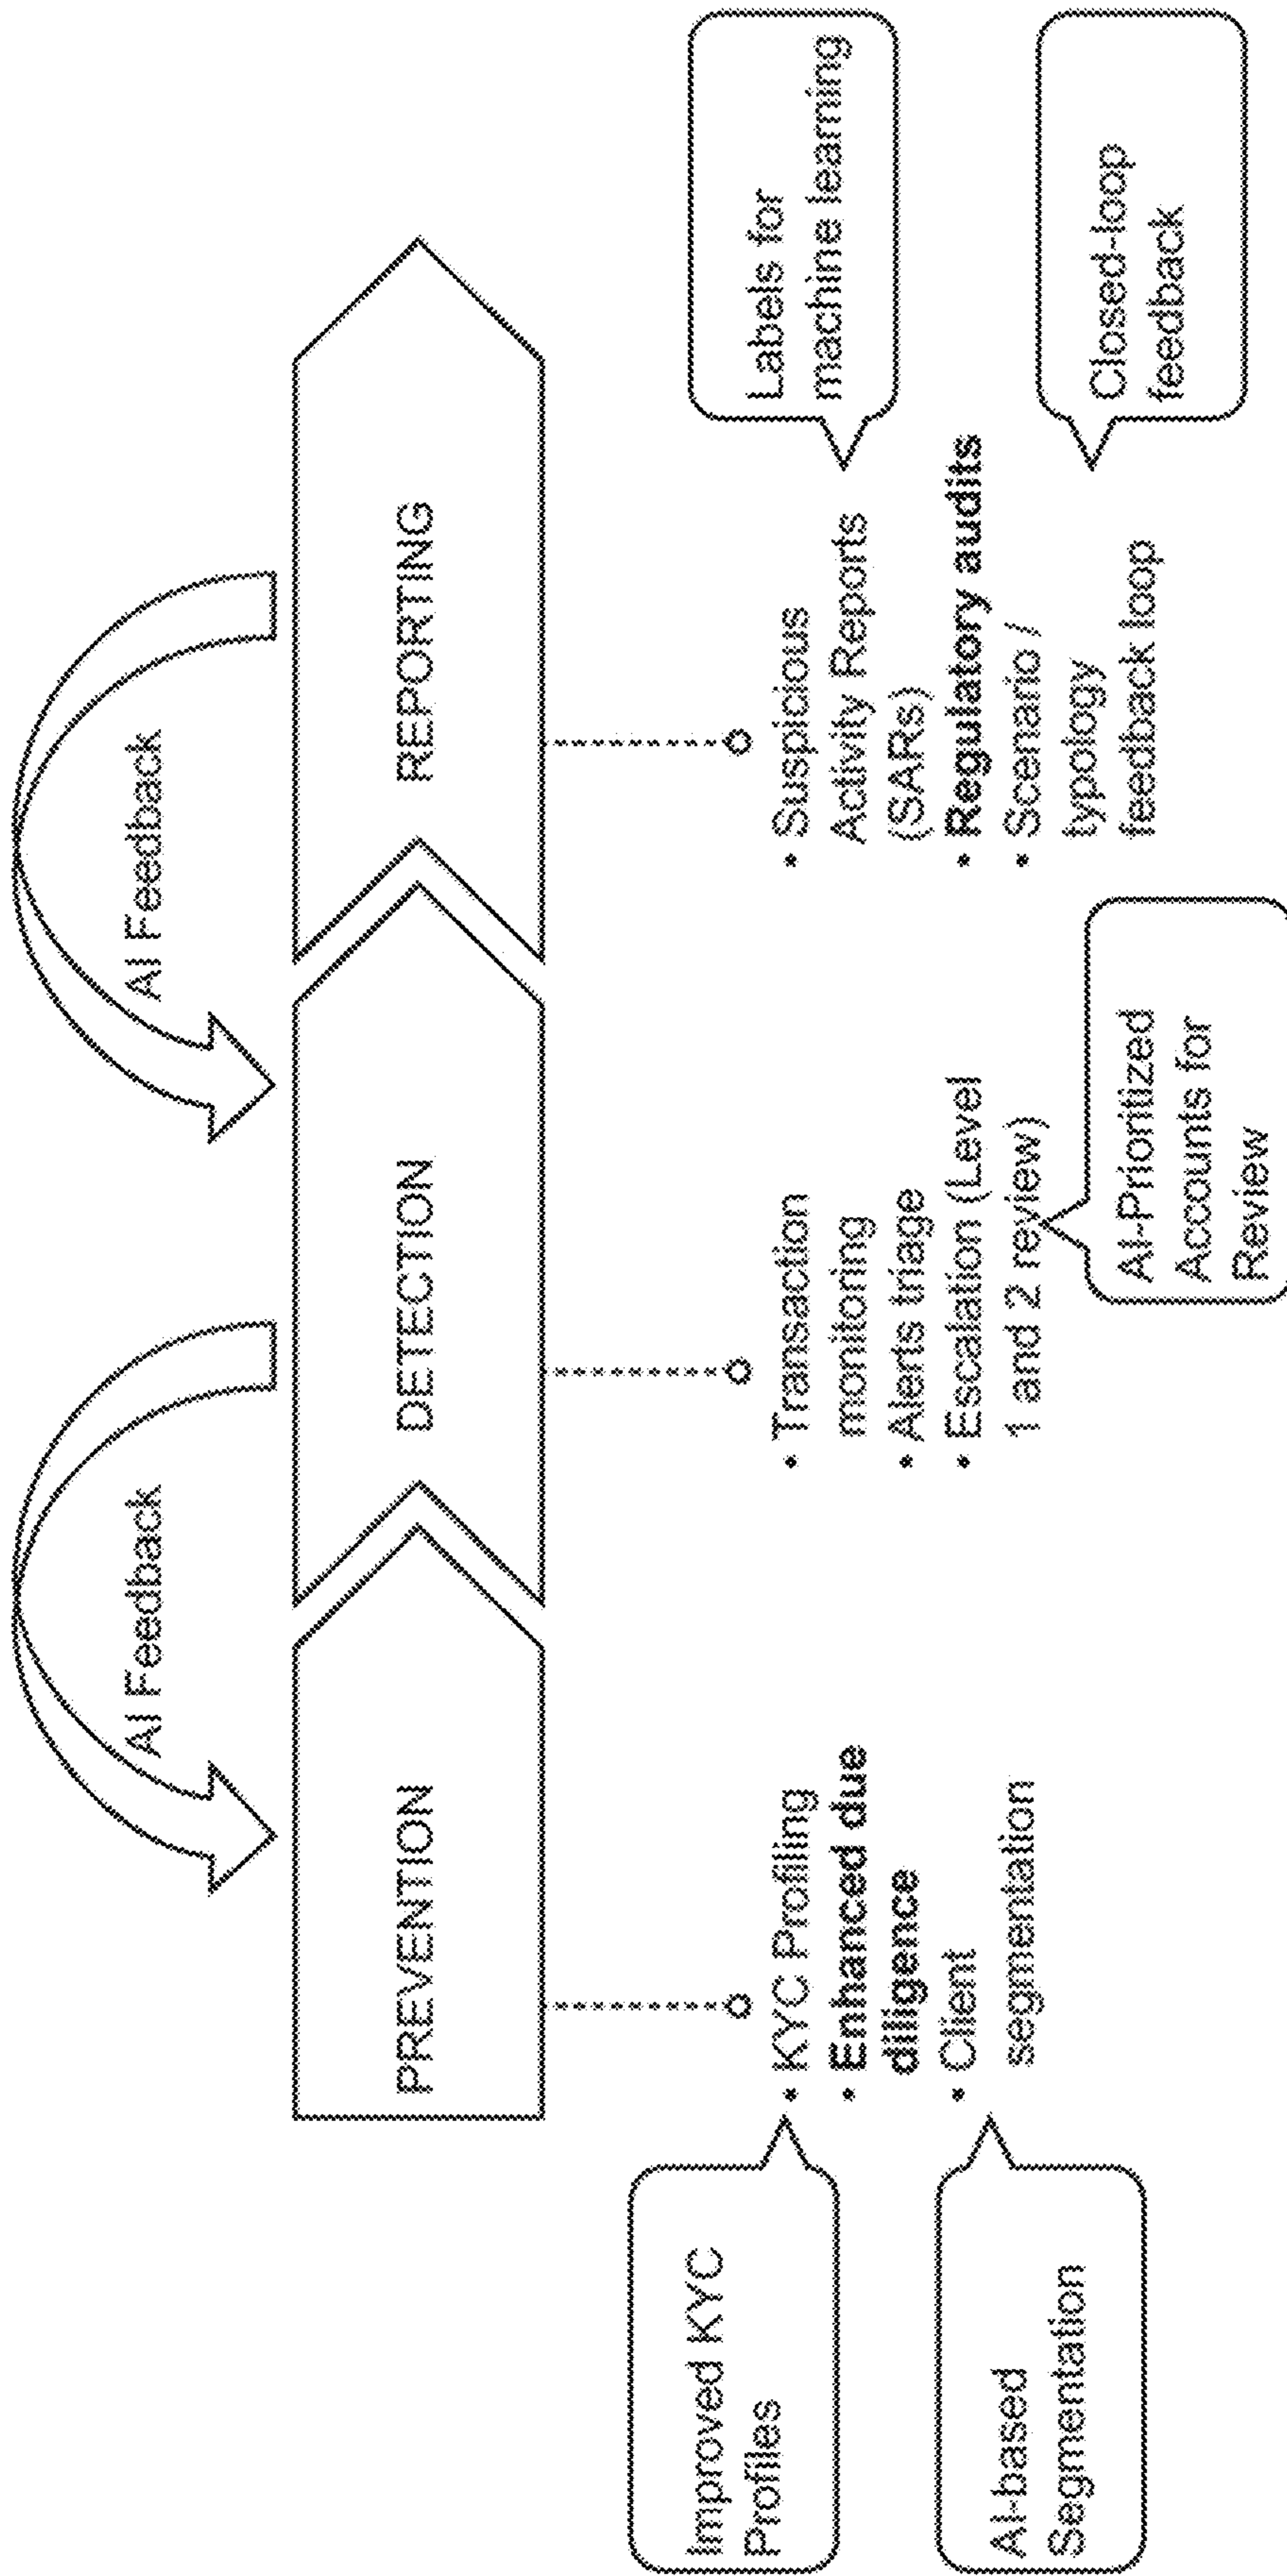 AI Feedback
AI Feedback
PREVENTION
DETECTION
REPORTING
Improved KYC
Profiles
AI-based
Segmentation
• KYC Profiling
• Enhanced due
diligence
• Client
segmentation
• Transaction
monitoring
• Alerts triage
• Escalation (Level
1 and 2 review)
AI-Prioritized
Accounts for
Review
• Suspicious
Activity Reports
(SARs)
• Regulatory audits
• Scenario /
typology
feedback loop
Labels for
machine learning
Closed-loop
feedback